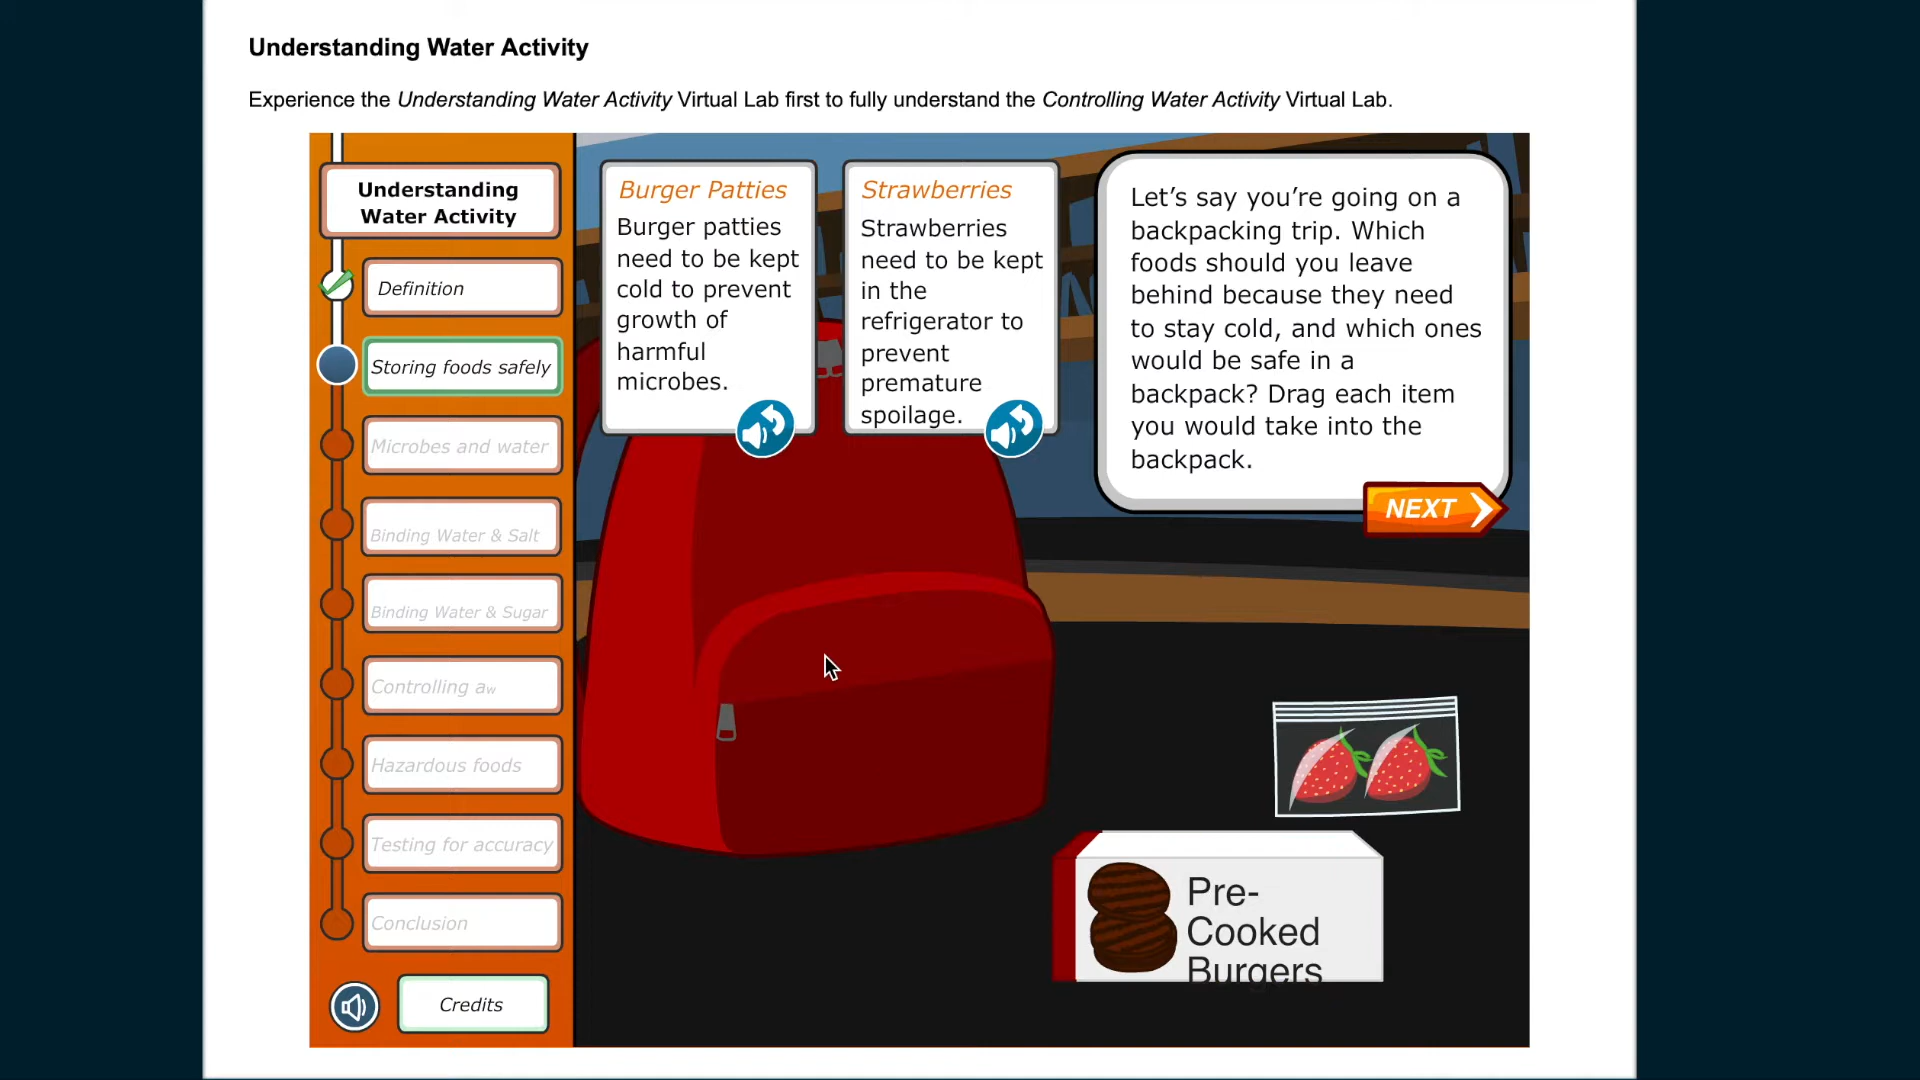 Understanding Water Activity
Experience the Understanding Water Activity Virtual Lab first to fully understand the Controlling Water Activity Virtual Lab.
Understanding
Water Activity
Definition
Storing foods safely
Microbes and water
Binding Water & Salt
Binding Water & Sugar
Controlling aw
Hazardous foods
Testing for accuracy
Conclusion
Credits
Burger Patties
Burger patties
need to be kept
cold to prevent
growth of
harmful
microbes.
Strawberries
Strawberries
need to be kept
in the
refrigerator to
prevent
premature
spoilage.
Let’s say you’re going on a
backpacking trip. Which
foods should you leave
behind because they need
to stay cold, and which ones
would be safe in a
backpack? Drag each item
you would take into the
backpack.
NEXT
Pre-
Cooked
Burgers